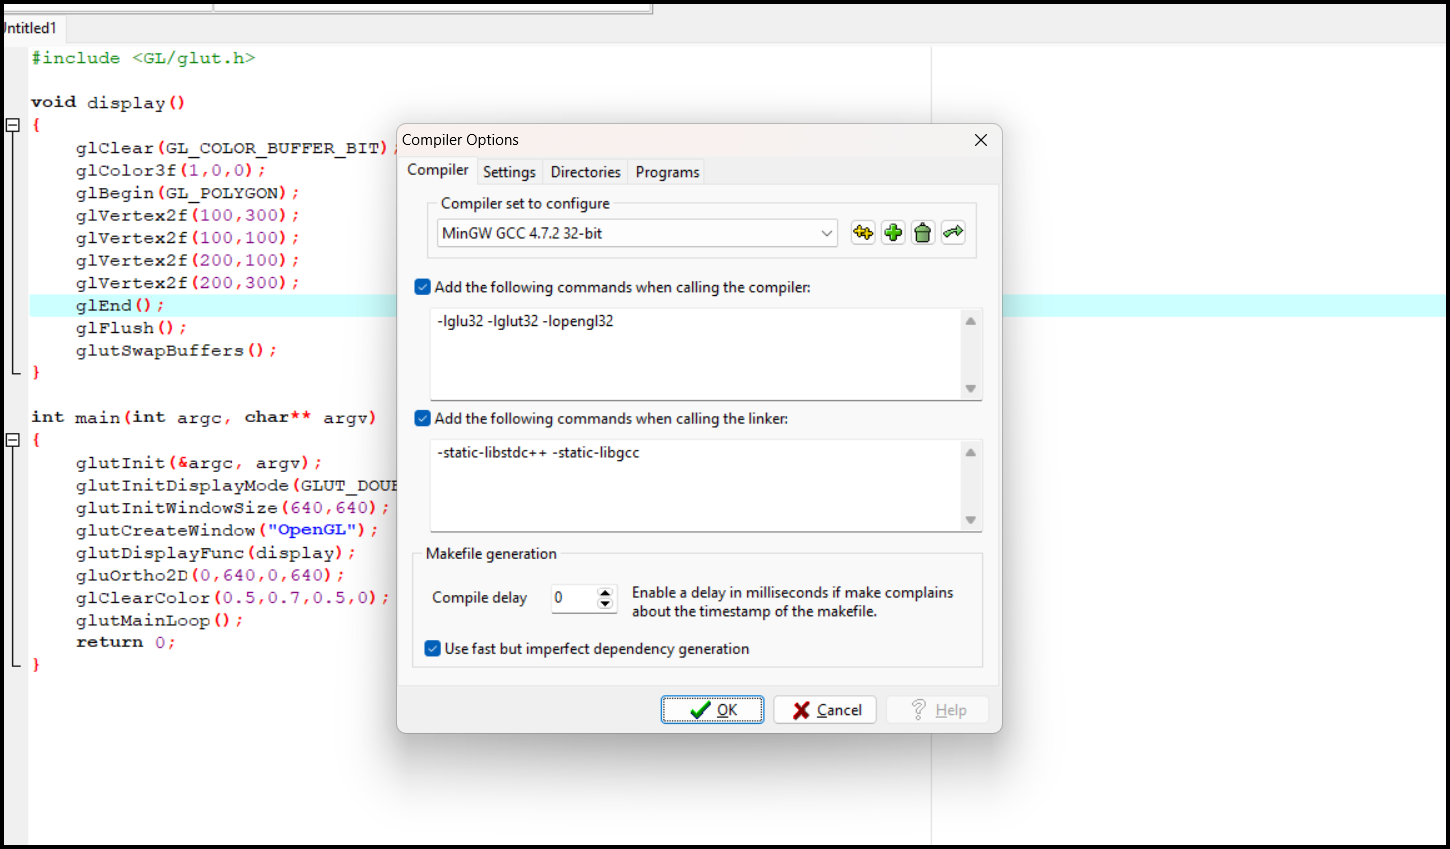 Untitled1
#include <GL/glut.h>
void display()
{
glClear(GL_COLOR_BUFFER_BIT);
glColor3f(1,0,0);
glBegin(GL_POLYGON);
glVertex2f(100,300);
glVertex2f(100,100);
glVertex2f(200,100);
glVertex2f(200,300);
glEnd();
glFlush();
glutSwapBuffers();
}
int main(int argc, char** argv)
{
glutInit(&argc, argv);
glutInitDisplayMode(GLUT_DOUB
glutInitWindowSize(640,640);
glutCreateWindow("OpenGL");
glutDisplayFunc(display);
gluOrtho2D(0,640,0,640);
glClearColor(0.5,0.7,0.5,0);
glutMainLoop();
return 0;
}
Compiler Options
Compiler Settings Directories Programs
Compiler set to configure
MinGW GCC 4.7.2 32-bit
Add the following commands when calling the compiler:
-lglu32 -lglut32 -lopengl32
Add the following commands when calling the linker:
-static-libstdc++ -static-libgcc
Makefile generation
Compile delay 0
Enable a delay in milliseconds if make complains
about the timestamp of the makefile.
Use fast but imperfect dependency generation
OK Cancel Help